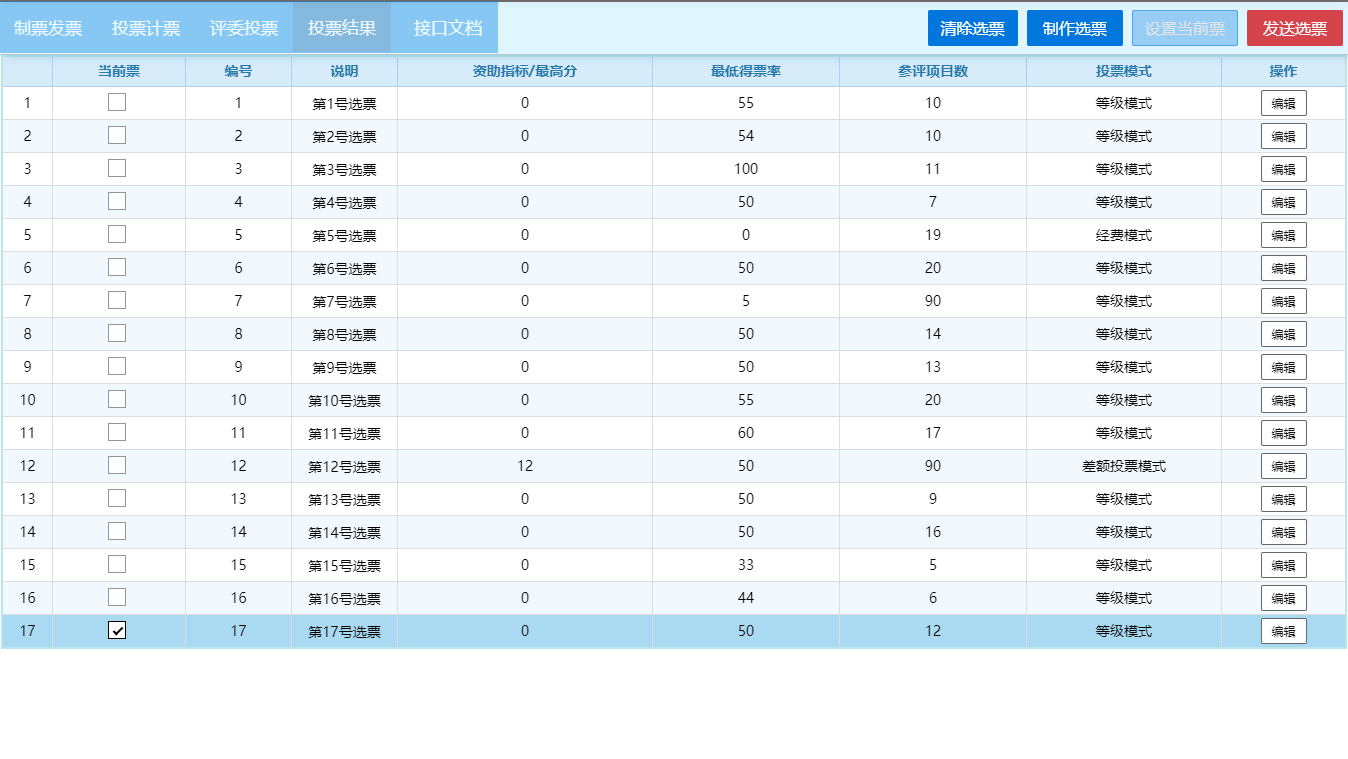 制票发票 投票计票 评委投票 投票结果 接口文档 清除选票 制作选票 设置当前票 发送选票
当前票 编号 说明 资助指标/最高分 最低得票率 参评项目数 投票模式 操作
1 1 第1号选票 0 55 10 等级模式 编辑
2 2 第2号选票 0 54 10 等级模式 编辑
3 3 第3号选票 0 100 11 等级模式 编辑
4 4 第4号选票 0 50 7 等级模式 编辑
5 5 第5号选票 0 0 19 经费模式 编辑
6 6 第6号选票 0 50 20 等级模式 编辑
7 7 第7号选票 0 5 90 等级模式 编辑
8 8 第8号选票 0 50 14 等级模式 编辑
9 9 第9号选票 0 50 13 等级模式 编辑
10 10 第10号选票 0 55 20 等级模式 编辑
11 11 第11号选票 0 60 17 等级模式 编辑
12 12 第12号选票 12 50 90 差额投票模式 编辑
13 13 第13号选票 0 50 9 等级模式 编辑
14 14 第14号选票 0 50 16 等级模式 编辑
15 15 第15号选票 0 33 5 等级模式 编辑
16 16 第16号选票 0 44 6 等级模式 编辑
17 17 第17号选票 0 50 12 等级模式 编辑